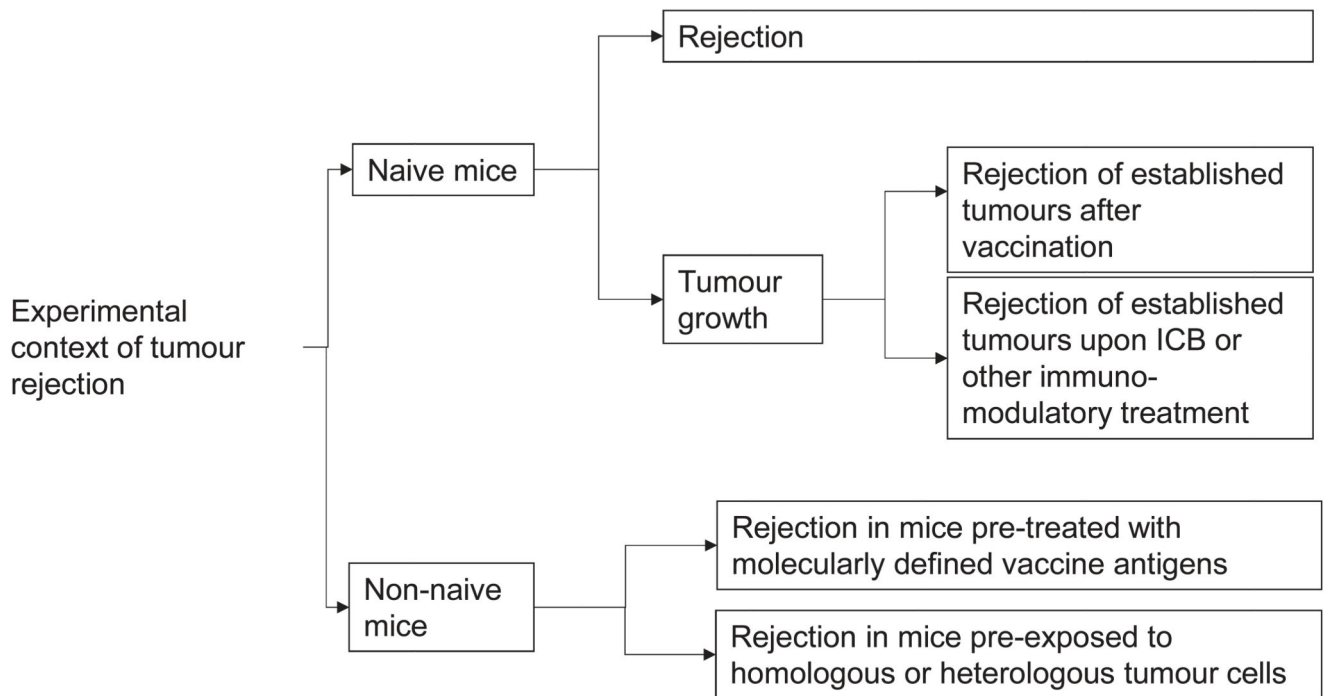 Experimental
context of tumour
rejection
Naive mice
Rejection
Tumour
growth
Rejection of established
tumours after
vaccination
Rejection of established
tumours upon ICB or
other immuno-
modulatory treatment
Non-naive
mice
Rejection in mice pre-treated with
molecularly defined vaccine antigens
Rejection in mice pre-exposed to
homologous or heterologous tumour cells